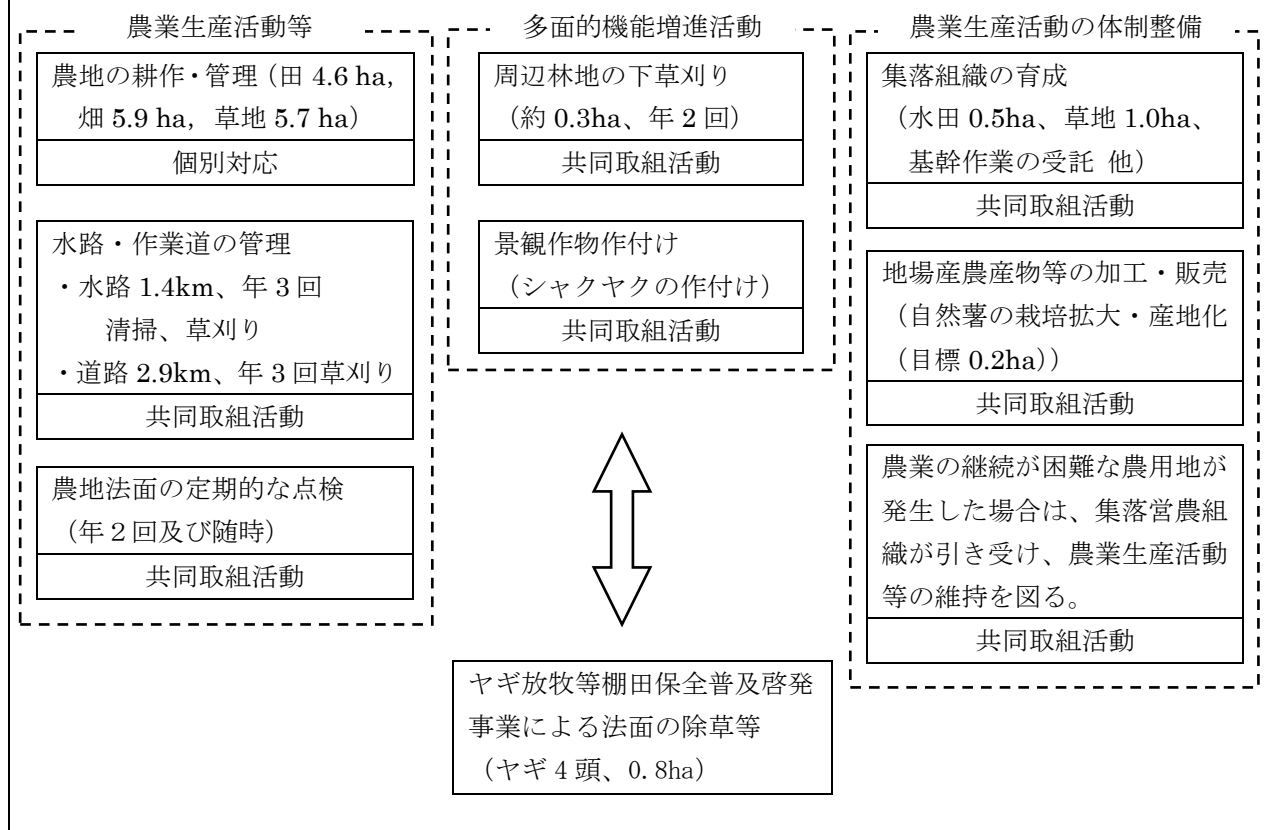 農業生産活動等
農地の耕作・管理（田 4.6 ha,
畑 5.9 ha, 草地 5.7 ha）
個別対応
水路・作業道の管理
・水路 1.4km、年 3 回
清掃、草刈り
・道路 2.9km、年 3 回草刈り
共同取組活動
農地法面の定期的な点検
（年２回及び随時）
共同取組活動
多面的機能増進活動
周辺林地の下草刈り
（約 0.3ha、年 2 回）
共同取組活動
景観作物作付け
（シャクヤクの作付け）
共同取組活動
ヤギ放牧等棚田保全普及啓発
事業による法面の除草等
（ヤギ 4 頭、0.8ha）
農業生産活動の体制整備
集落組織の育成
（水田 0.5ha、草地 1.0ha、
基幹作業の受託 他）
共同取組活動
地場産農産物等の加工・販売
（自然薯の栽培拡大・産地化
（目標 0.2ha））
共同取組活動
農業の継続が困難な農用地が
発生した場合は、集落営農組
織が引き受け、農業生産活動
等の維持を図る。
共同取組活動